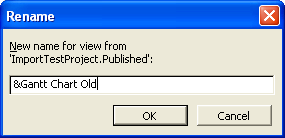 Rename
New name for view from
'ImportTestProject.Published':
&Gantt Chart Old
OK
Cancel